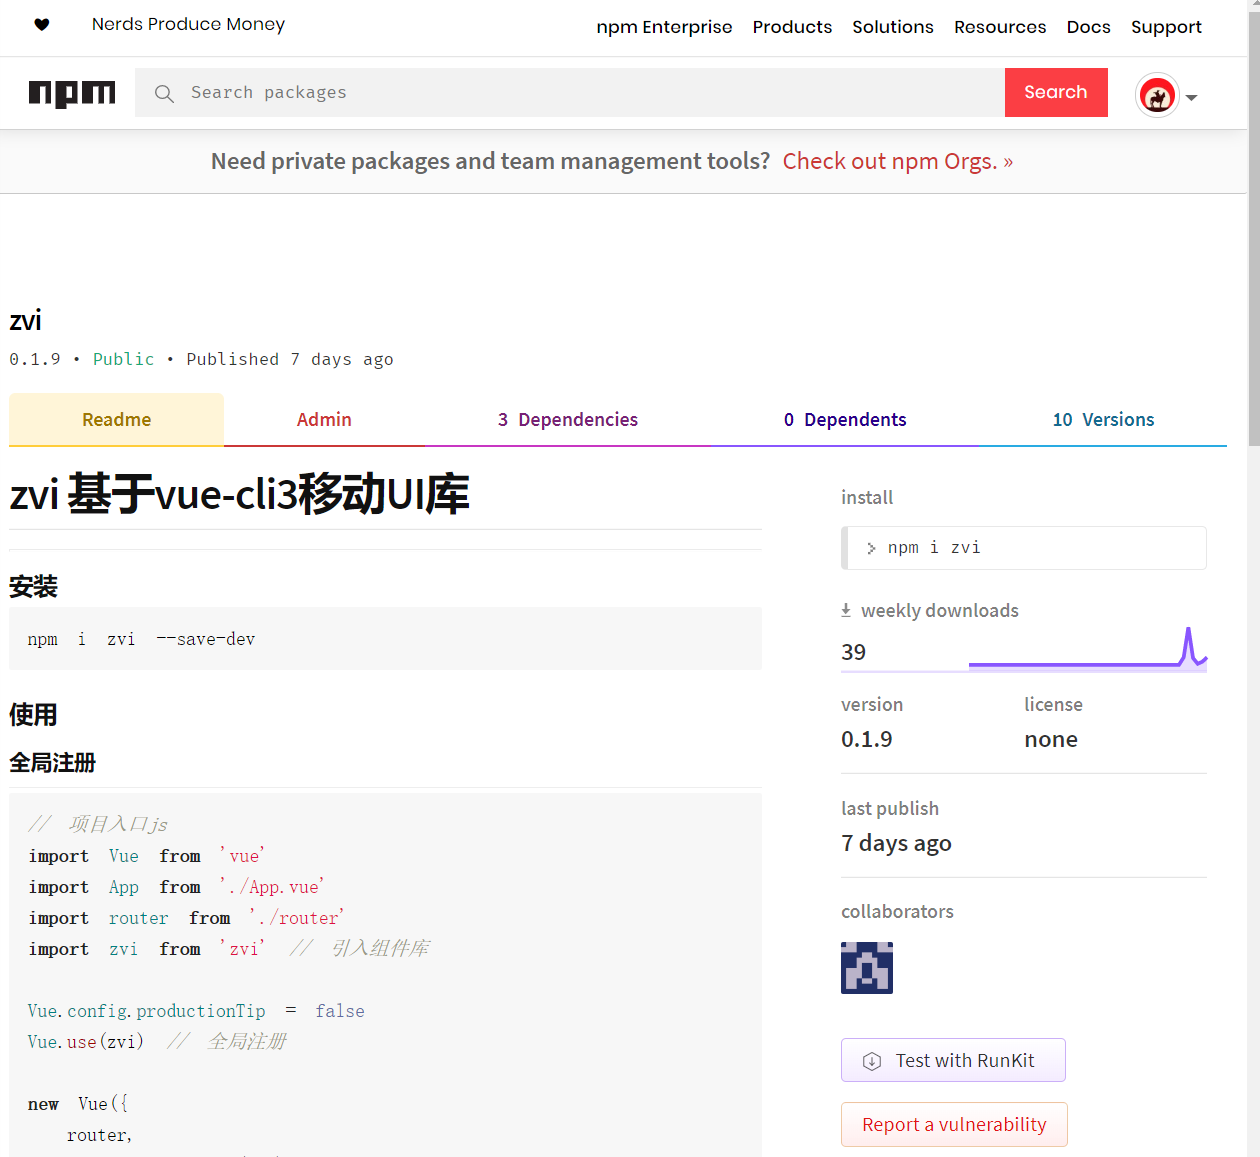 Nerds Produce Money
npm Enterprise Products Solutions Resources Docs Support
npm
Search packages
Search
Need private packages and team management tools? Check out npm Orgs. »
zvi
0.1.9 • Public • Published 7 days ago
Readme
Admin
3 Dependencies
0 Dependents
10 Versions
zvi 基于vue-cli3移动UI库
安装
npm i zvi --save-dev
使用
全局注册
// 项目入口js
import Vue from 'vue'
import App from './App.vue'
import router from './router'
import zvi from 'zvi' // 引入组件库
Vue.config.productionTip = false
Vue.use(zvi) // 全局注册
new Vue({
router,
install
> npm i zvi
weekly downloads
39
version
0.1.9
license
none
last publish
7 days ago
collaborators
Test with RunKit
Report a vulnerability